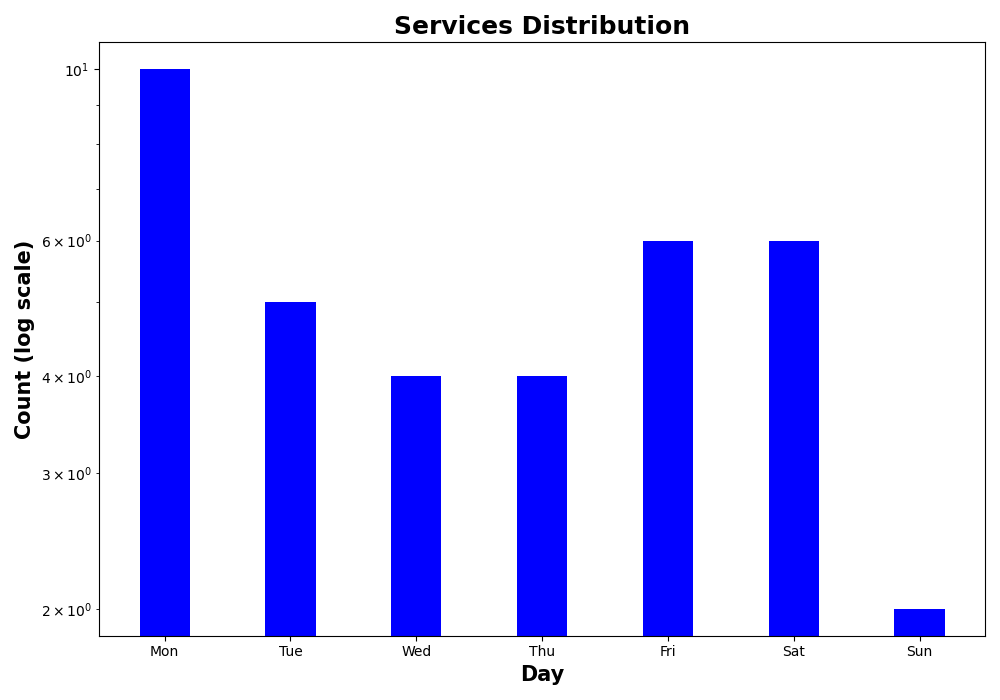 Services Distribution
Count (log scale)
10¹
6 × 10⁰
4 × 10⁰
3 × 10⁰
2 × 10⁰
Mon Tue Wed Thu Fri Sat Sun
Day